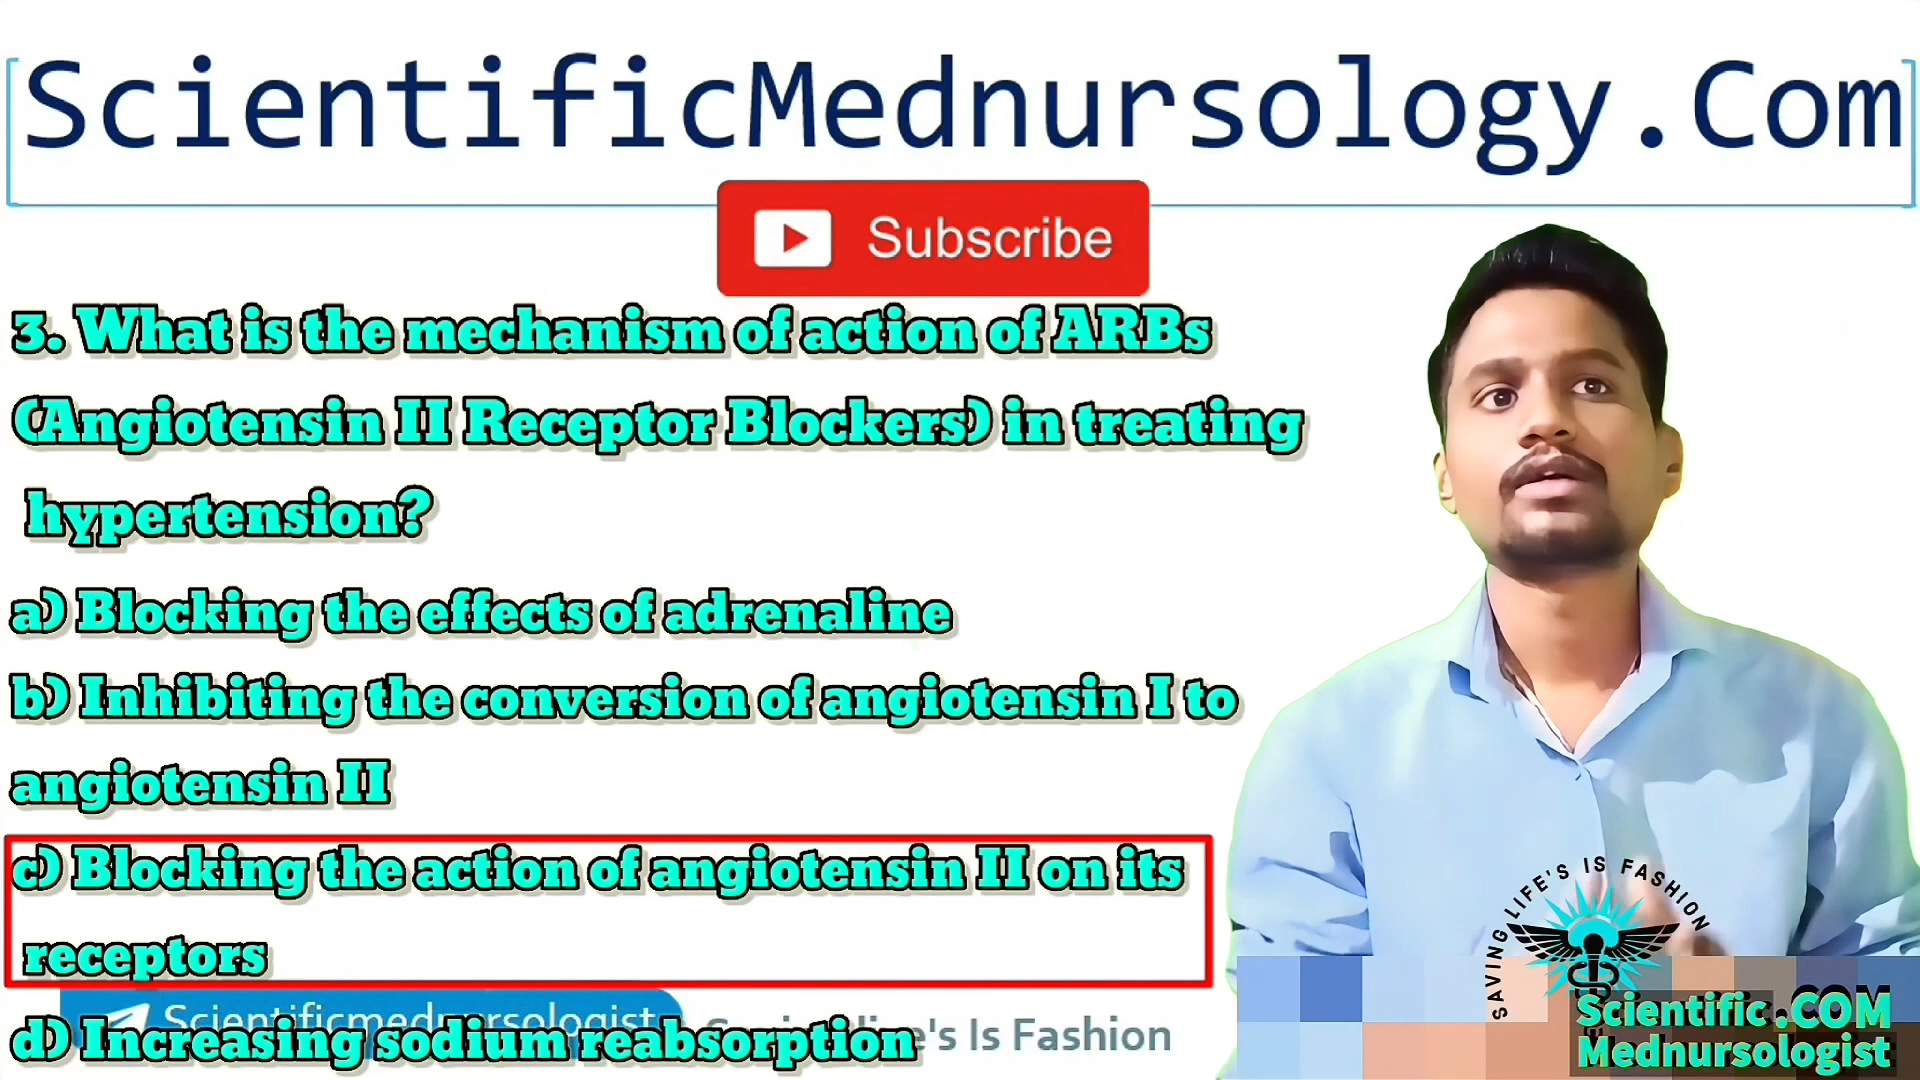 ScientificMednursology.Com
Subscribe
3. What is the mechanism of action of ARBs
(Angiotensin II Receptor Blockers) in treating
hypertension?
a) Blocking the effects of adrenaline
b) Inhibiting the conversion of angiotensin I to
angiotensin II
c) Blocking the action of angiotensin II on its
receptors
Scientificmednursologist
d) Increasing sodium reabsorption
's Is Fashion
SAVING LIFE'S IS FASHION
.COM
Scientific.COM
Mednursologist